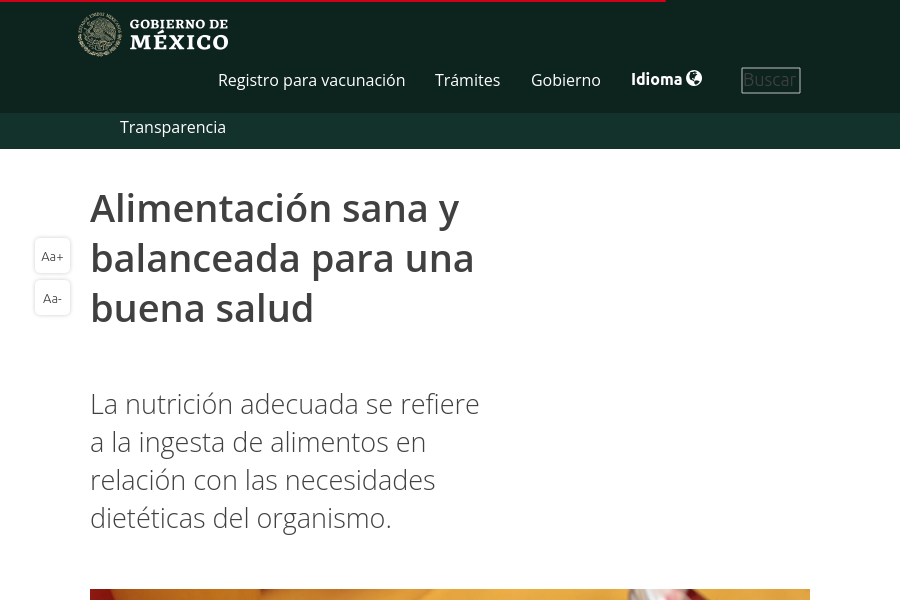 GOBIERNO DE
MÉXICO
Registro para vacunación Trámites Gobierno Idioma Buscar
Transparencia
Alimentación sana y
balanceada para una
buena salud
Aa+
Aa-
La nutrición adecuada se refiere
a la ingesta de alimentos en
relación con las necesidades
dietéticas del organismo.